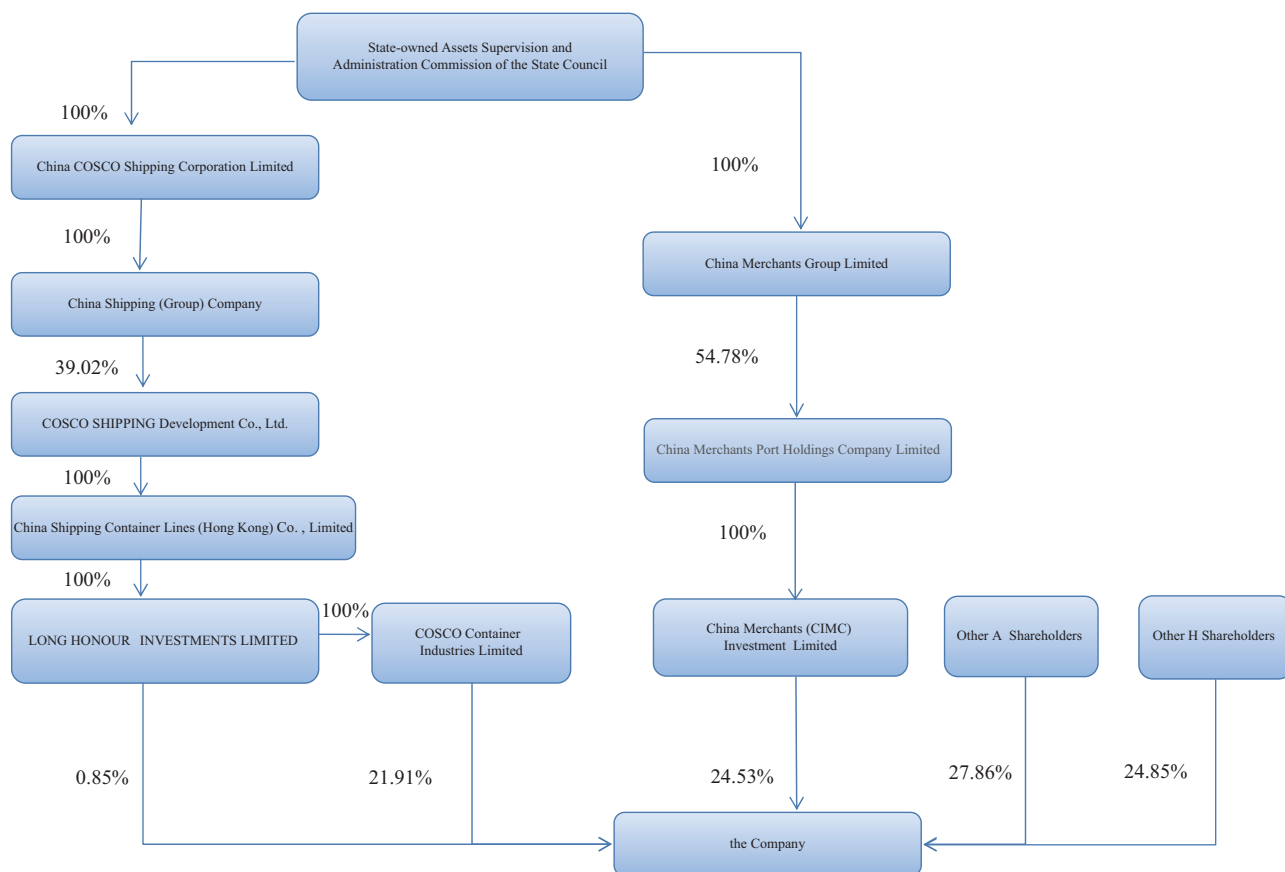 State-owned Assets Supervision and
Administration Commission of the State Council
100%
China COSCO Shipping Corporation Limited
100%
100%
China Merchants Group Limited
100%
China Shipping (Group) Company
39.02%
54.78%
COSCO SHIPPING Development Co., Ltd.
China Merchants Port Holdings Company Limited
100%
China Shipping Container Lines (Hong Kong) Co. , Limited
100%
100%
LONG HONOUR INVESTMENTS LIMITED
100%
COSCO Container
Industries Limited
China Merchants (CIMC)
Investment Limited
Other A Shareholders
Other H Shareholders
0.85%
21.91%
24.53%
27.86%
24.85%
the Company